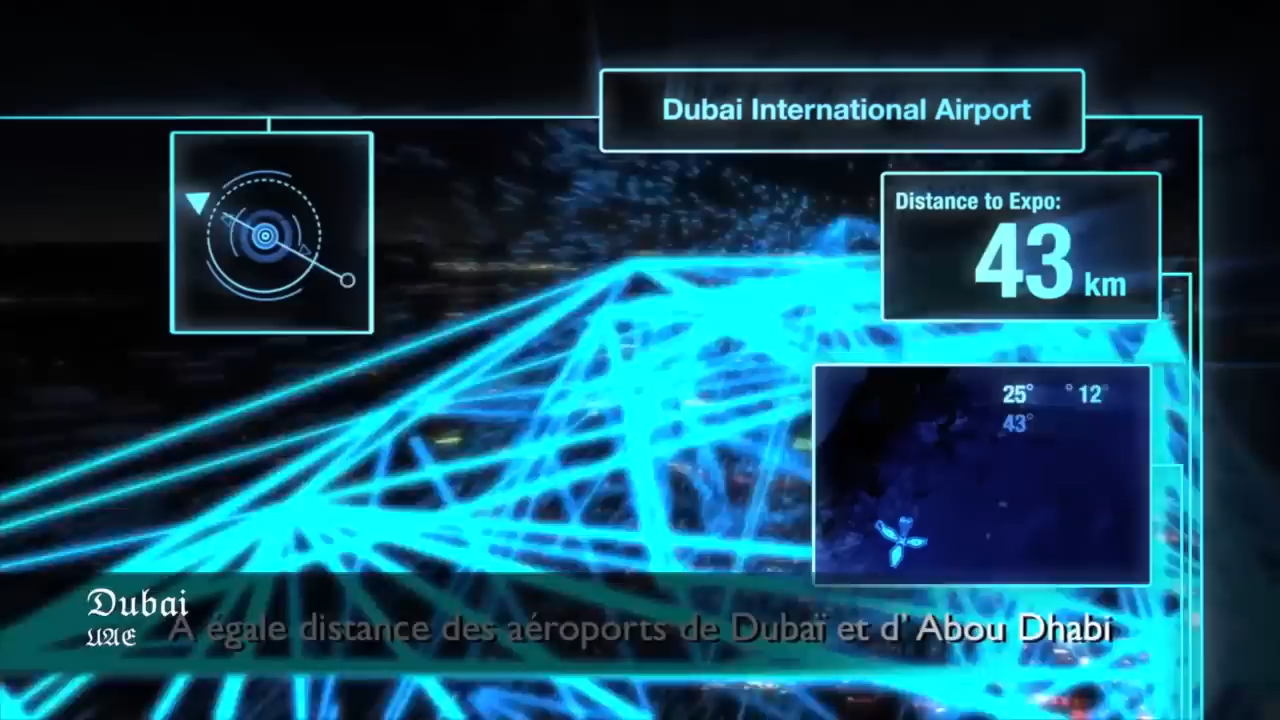 Dubai International Airport
Distance to Expo:
43 km
25° ° 12°
43°
Dubai
UAE
A égale distance des aéroports de Dubaï et d' Abou Dhabi